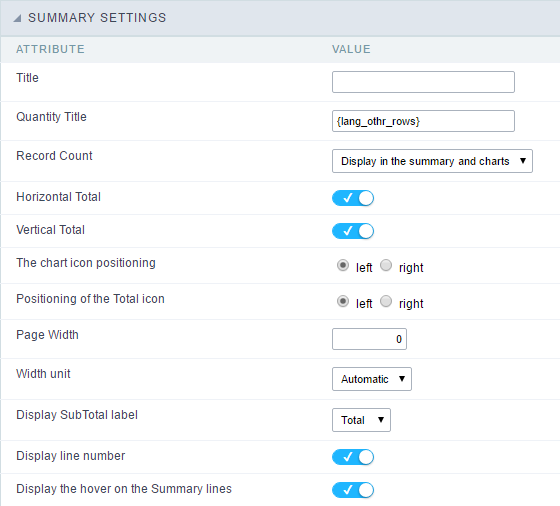 SUMMARY SETTINGS
ATTRIBUTE VALUE
Title
Quantity Title {lang_othr_rows}
Record Count Display in the summary and charts
Horizontal Total
Vertical Total
The chart icon positioning left right
Positioning of the Total icon left right
Page Width 0
Width unit Automatic
Display SubTotal label Total
Display line number
Display the hover on the Summary lines